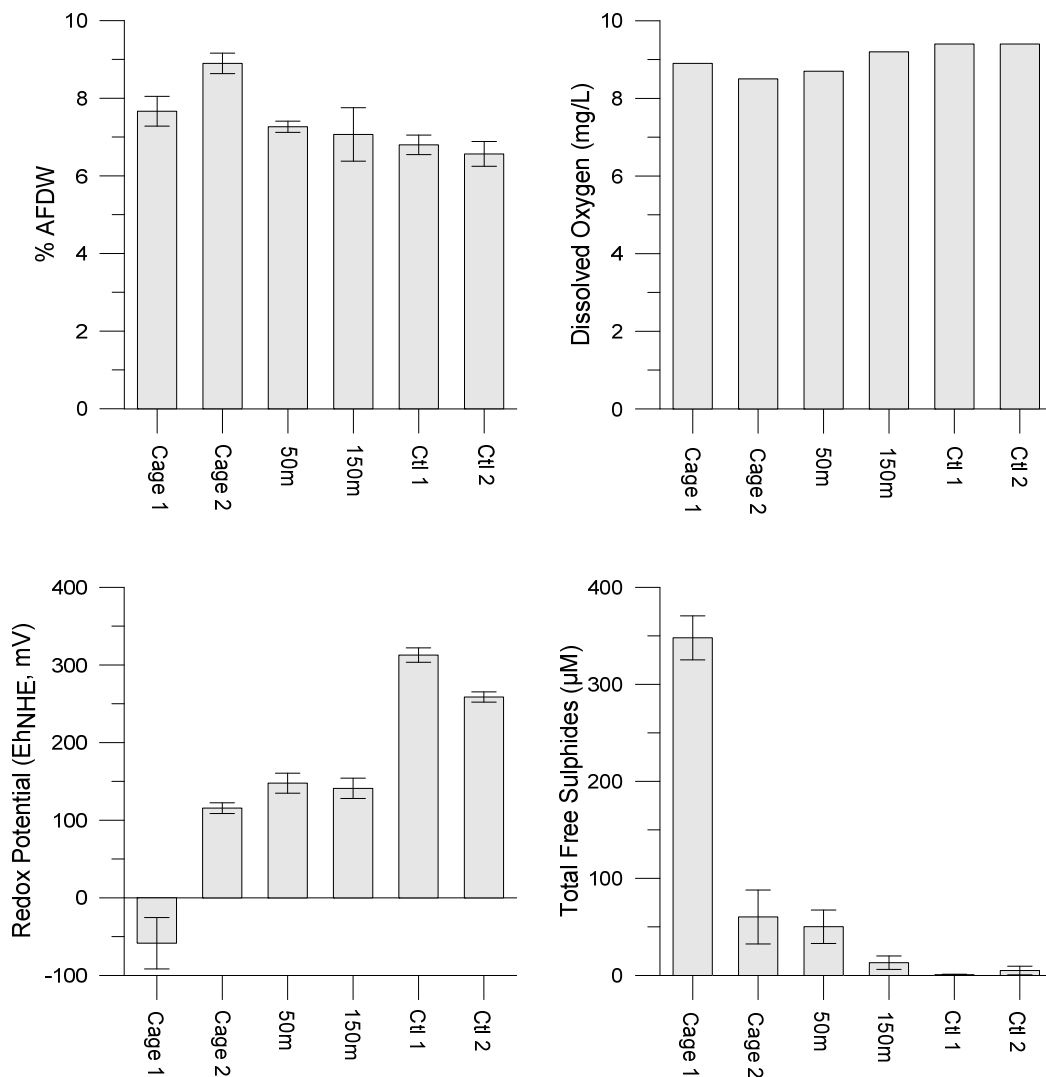 % AFDW
10
8
6
4
2
0
Cage 1
Cage 2
50m
150m
Ctl 1
Ctl 2
Dissolved Oxygen (mg/L)
10
8
6
4
2
0
Cage 1
Cage 2
50m
150m
Ctl 1
Ctl 2
Redox Potential (EhNHE, mV)
400
300
200
100
0
-100
Cage 1
Cage 2
50m
150m
Ctl 1
Ctl 2
Total Free Sulphides (µM)
400
300
200
100
0
Cage 1
Cage 2
50m
150m
Ctl 1
Ctl 2